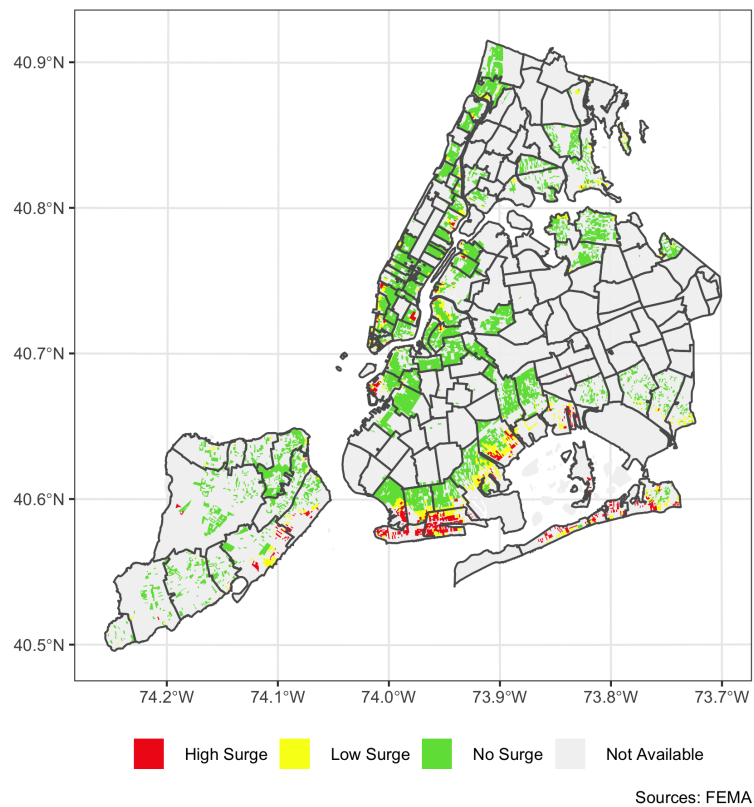 40.9°N
40.8°N
40.7°N
40.6°N
40.5°N
74.2°W 74.1°W 74.0°W 73.9°W 73.8°W 73.7°W
High Surge Low Surge No Surge Not Available
Sources: FEMA